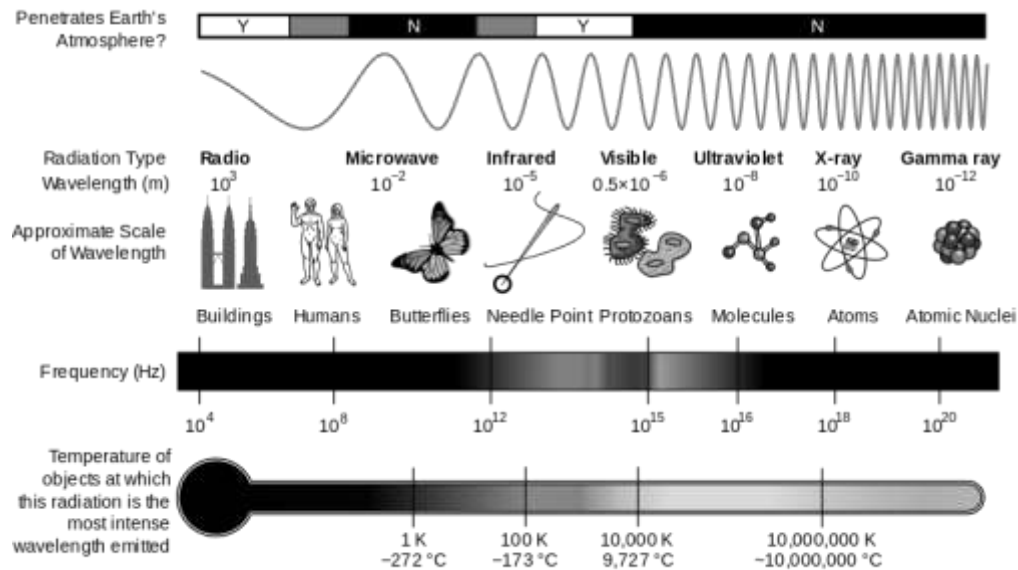 Penetrates Earth's
Atmosphere?
Y N Y N
Radiation Type
Radio Microwave Infrared Visible Ultraviolet X-ray Gamma ray
Wavelength (m)
10³ 10⁻² 10⁻⁵ 0.5×10⁻⁶ 10⁻⁸ 10⁻¹⁰ 10⁻¹²
Approximate Scale
of Wavelength
Buildings Humans Butterflies Needle Point Protozoans Molecules Atoms Atomic Nuclei
Frequency (Hz)
10⁴ 10⁸ 10¹² 10¹⁵ 10¹⁶ 10¹⁸ 10²⁰
Temperature of
objects at which
this radiation is the
most intense
wavelength emitted
1 K 100 K 10,000 K 10,000,000 K
−272 °C −173 °C 9,727 °C ~10,000,000 °C